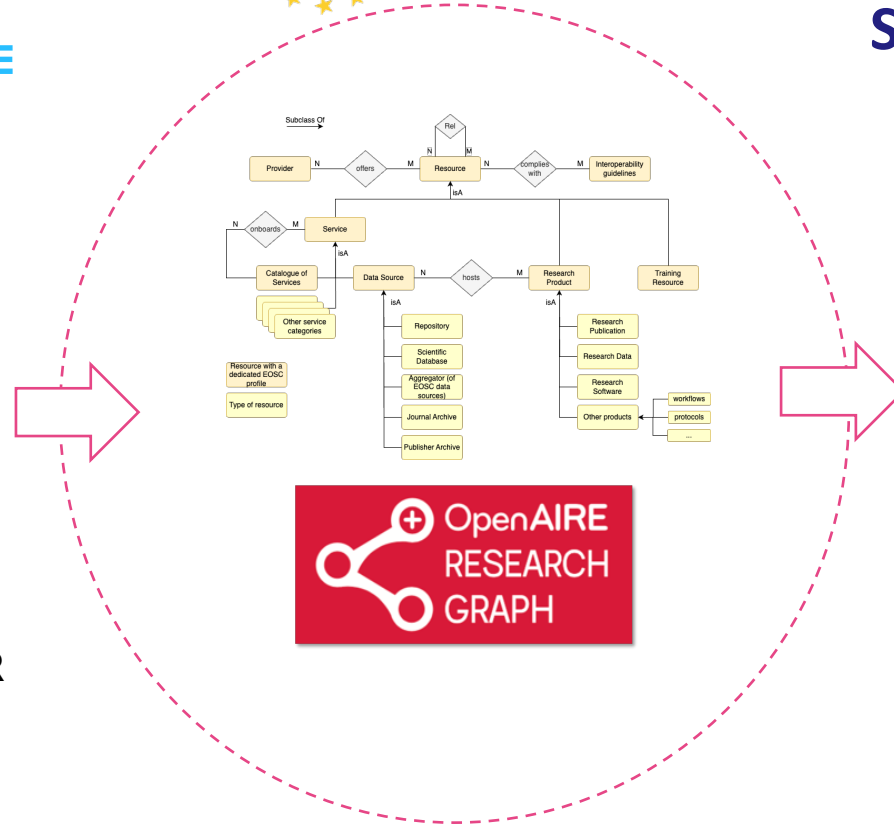 E
S
Subclass Of
Rel
N
M
Provider
N
offers
M
Resource
N
complies
with
M
Interoperability
guidelines
isA
N
onboards
M
Service
isA
Catalogue of
Services
Data Source
N
hosts
M
Research
Product
Training
Resource
isA
isA
Other service
categories
Repository
Research
Publication
Scientific
Database
Research Data
Resource with a
dedicated EOSC
profile
Aggregator (of
EOSC data
sources)
Research
Software
Type of resource
Journal Archive
Other products
workflows
protocols
...
Publisher Archive
OpenAIRE
RESEARCH
GRAPH
R